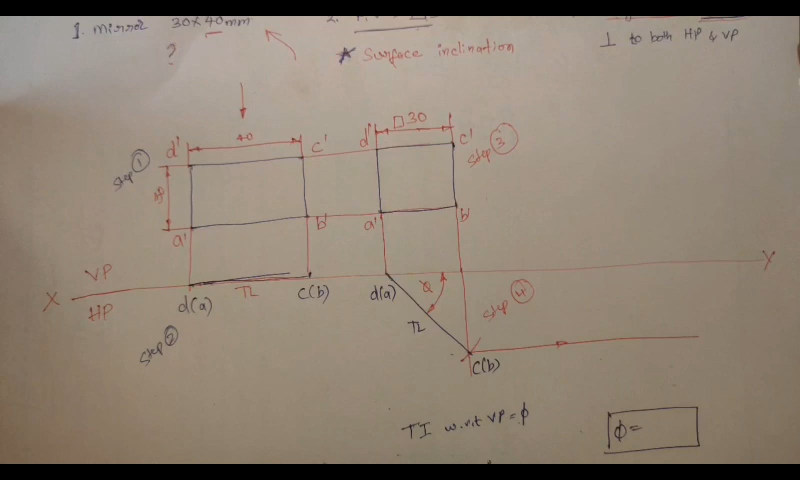 1. mirror 30x40mm
?
* Surface inclination
⊥ to both HP & VP
40
□30
d' c' d' c'
step 1
step 3
30
a' b' a' b'
X VP Y
HP
d(a) TL c(b) d(a) TL
step 2
step 4
c(b)
TI w.r.t VP = ϕ
ϕ=